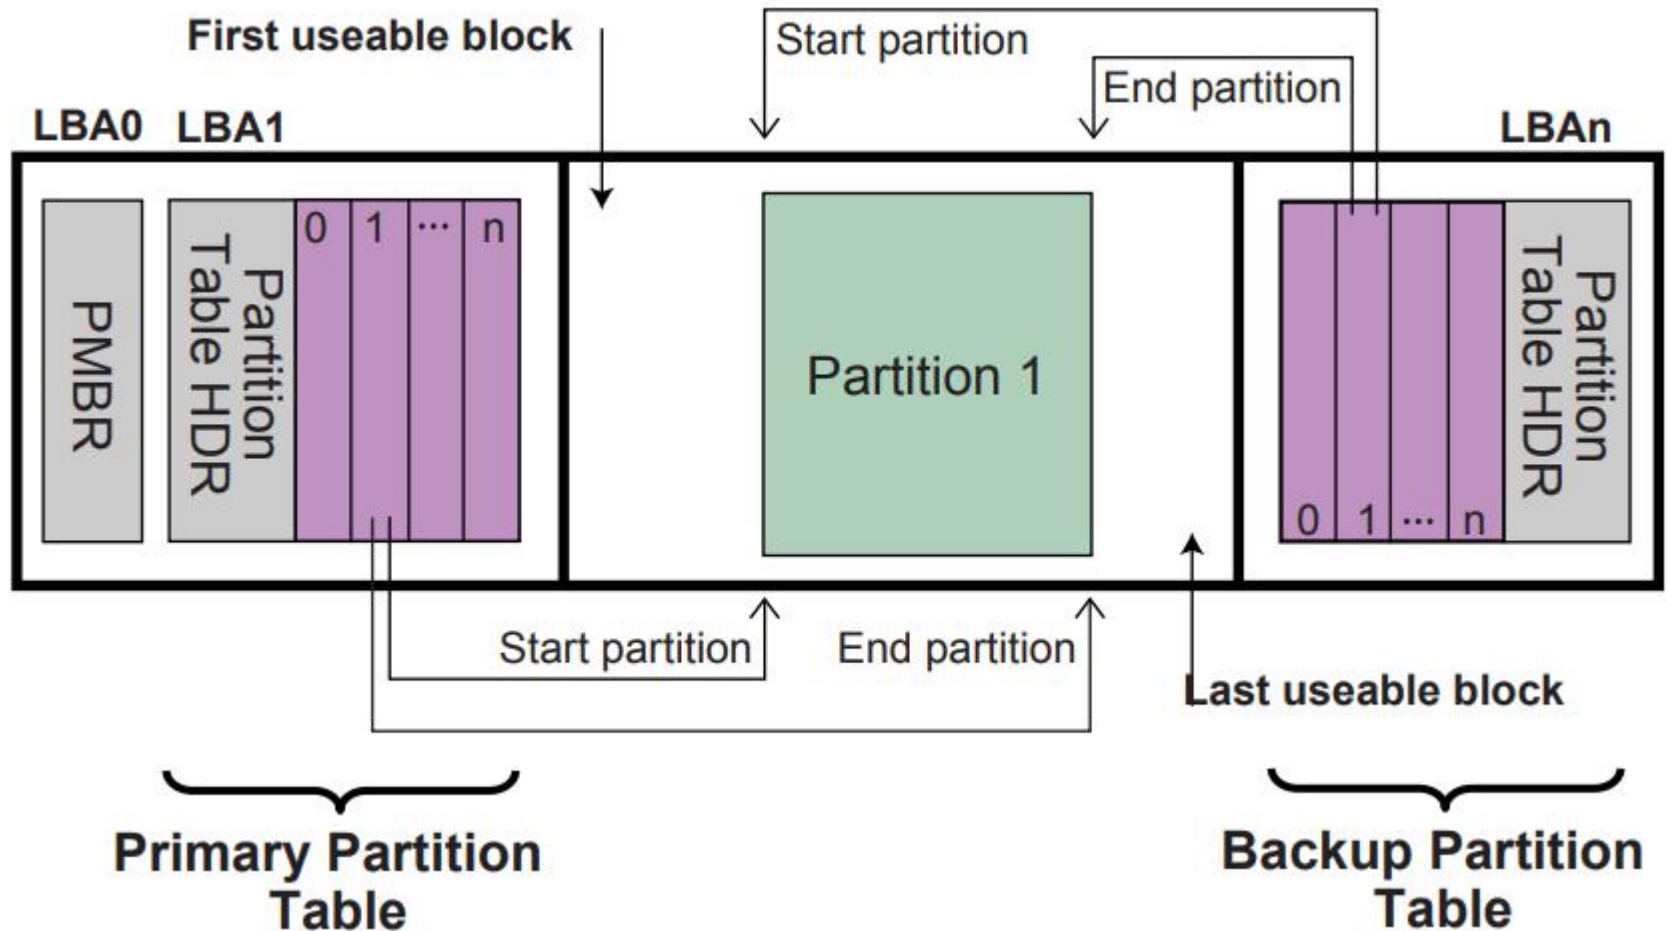 First useable block
Start partition
End partition
LBA0 LBA1
LBAn
PMBR
Partition
Table HDR
0 1 ... n
Partition 1
0 1 ... n
Partition
Table HDR
Start partition
End partition
Last useable block
Primary Partition
Table
Backup Partition
Table